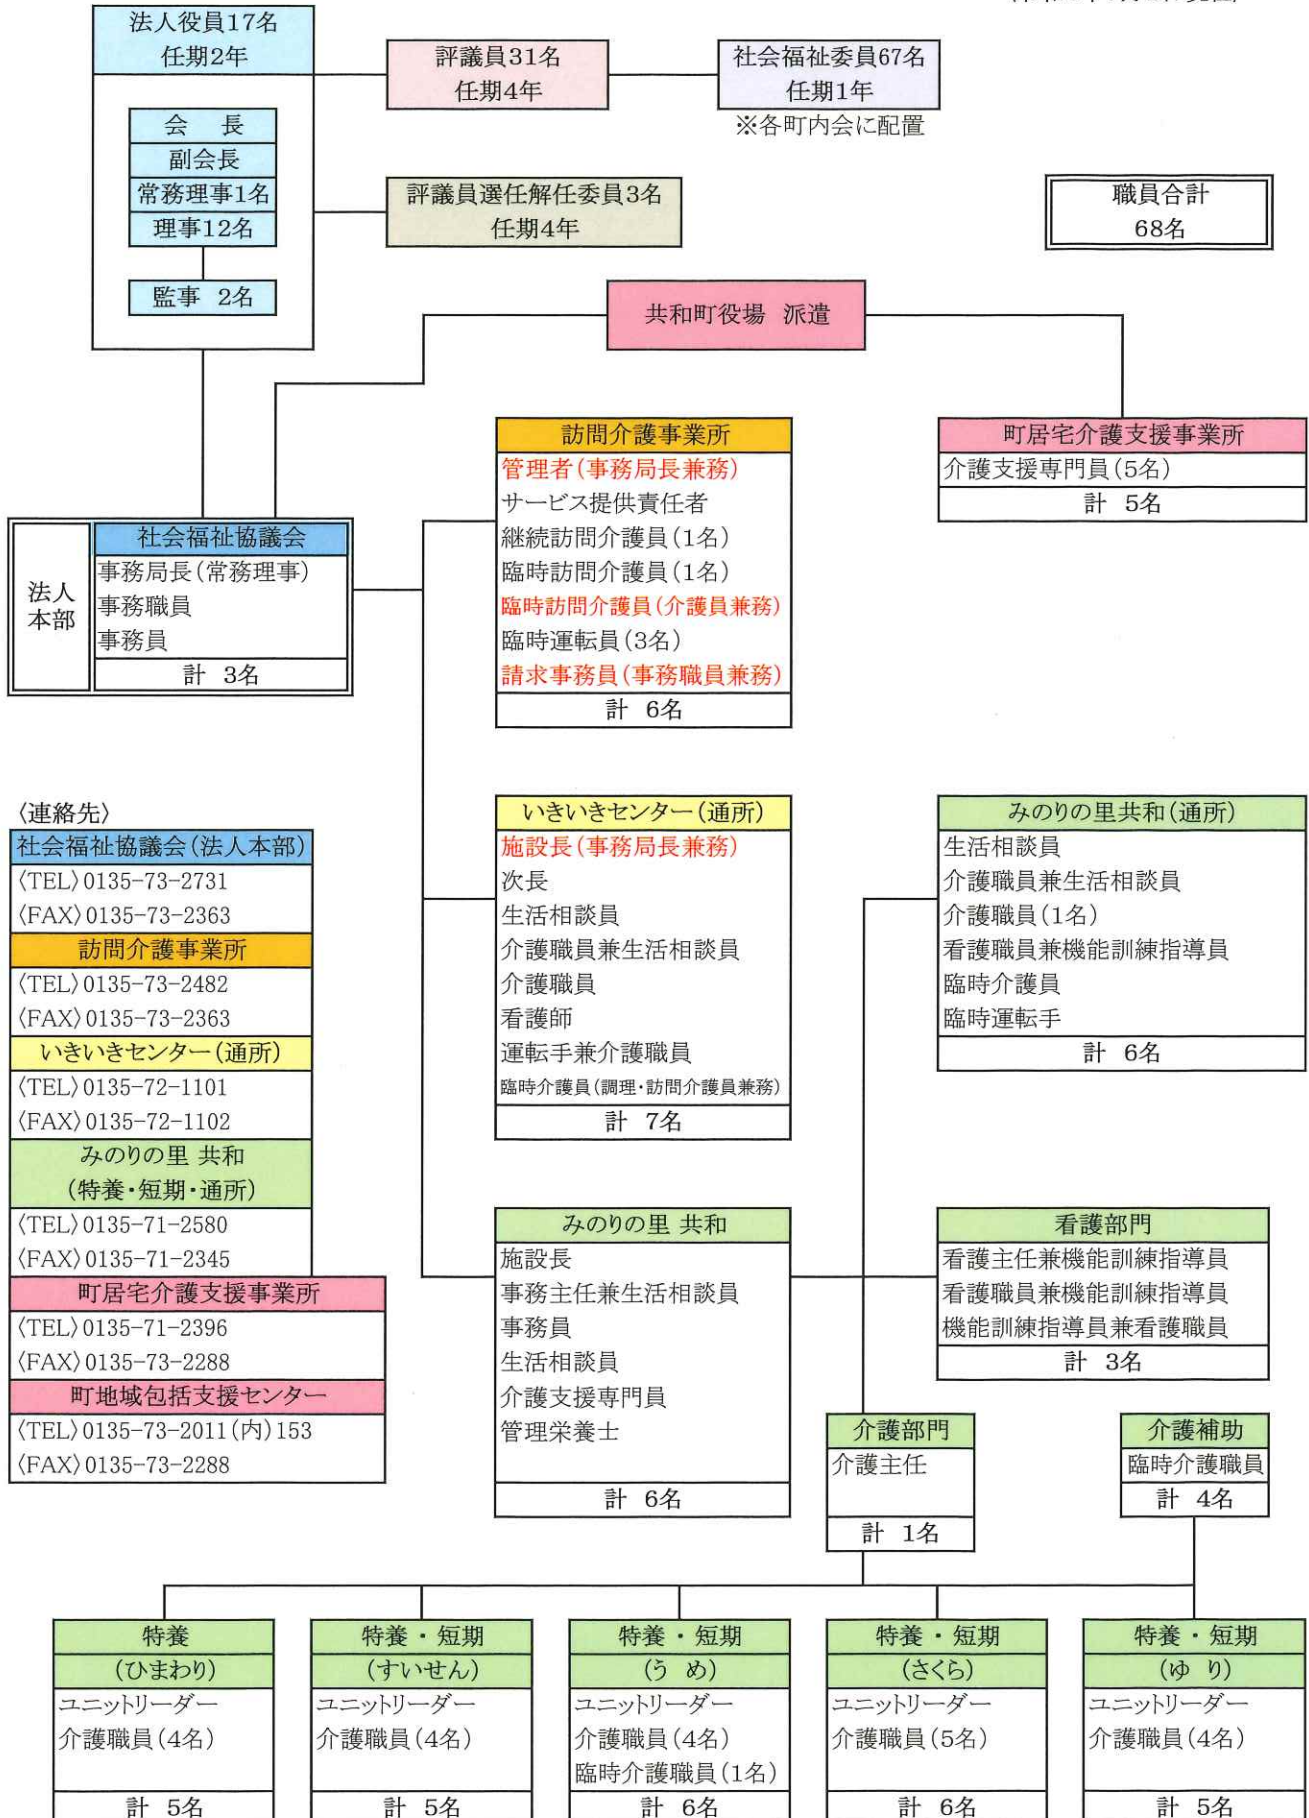 法人役員17名
任期2年
会　長
副会長
常務理事1名
理事12名
監事 2名
評議員31名
任期4年
社会福祉委員67名
任期1年
※各町内会に配置
評議員選任解任委員3名
任期4年
職員合計
68名
共和町役場 派遣
町居宅介護支援事業所
介護支援専門員(5名)
計 5名
法人
本部
社会福祉協議会
事務局長(常務理事)
事務職員
事務員
計 3名
訪問介護事業所
管理者(事務局長兼務)
サービス提供責任者
継続訪問介護員(1名)
臨時訪問介護員(1名)
臨時訪問介護員(介護員兼務)
臨時運転員(3名)
請求事務員(事務職員兼務)
計 6名
いきいきセンター(通所)
施設長(事務局長兼務)
次長
生活相談員
介護職員兼生活相談員
介護職員
看護師
運転手兼介護職員
臨時介護員(調理・訪問介護員兼務)
計 7名
みのりの里共和(通所)
生活相談員
介護職員兼生活相談員
介護職員(1名)
看護職員兼機能訓練指導員
臨時介護員
臨時運転手
計 6名
〈連絡先〉
社会福祉協議会(法人本部)
〈TEL〉0135-73-2731
〈FAX〉0135-73-2363
訪問介護事業所
〈TEL〉0135-73-2482
〈FAX〉0135-73-2363
いきいきセンター(通所)
〈TEL〉0135-72-1101
〈FAX〉0135-72-1102
みのりの里 共和
(特養・短期・通所)
〈TEL〉0135-71-2580
〈FAX〉0135-71-2345
町居宅介護支援事業所
〈TEL〉0135-71-2396
〈FAX〉0135-73-2288
町地域包括支援センター
〈TEL〉0135-73-2011(内)153
〈FAX〉0135-73-2288
みのりの里 共和
施設長
事務主任兼生活相談員
事務員
生活相談員
介護支援専門員
管理栄養士
計 6名
看護部門
看護主任兼機能訓練指導員
看護職員兼機能訓練指導員
機能訓練指導員兼看護職員
計 3名
介護部門
介護主任
計 1名
介護補助
臨時介護職員
計 4名
特養
(ひまわり)
ユニットリーダー
介護職員(4名)
計 5名
特養・短期
(すいせん)
ユニットリーダー
介護職員(4名)
計 5名
特養・短期
(う め)
ユニットリーダー
介護職員(4名)
臨時介護職員(1名)
計 6名
特養・短期
(さくら)
ユニットリーダー
介護職員(5名)
計 6名
特養・短期
(ゆ り)
ユニットリーダー
介護職員(4名)
計 5名